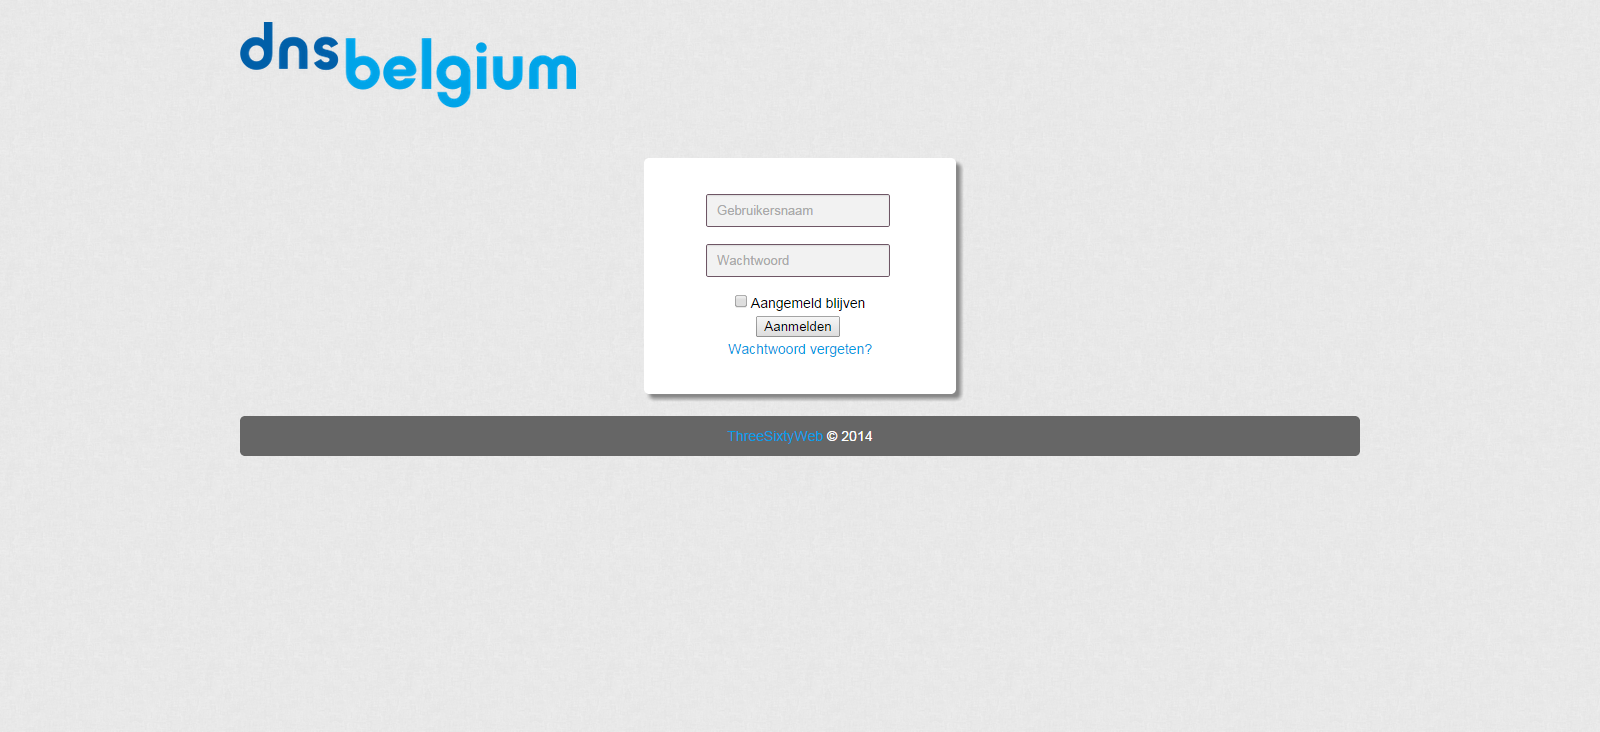 dnsbelgium
Gebruikersnaam
Wachtwoord
Aangemeld blijven
Aanmelden
Wachtwoord vergeten?
ThreeSixtyWeb © 2014